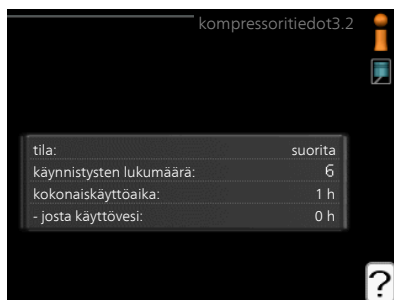 kompressoritiedot3.2
tila: suorita
käynnistysten lukumäärä: 6
kokonaiskäyttöaika: 1 h
- josta käyttövesi: 0 h
?